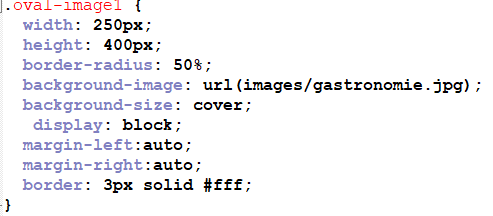 .oval-image1 {
width: 250px;
height: 400px;
border-radius: 50%;
background-image: url(images/gastronomie.jpg);
background-size: cover;
display: block;
margin-left:auto;
margin-right:auto;
border: 3px solid #fff;
}